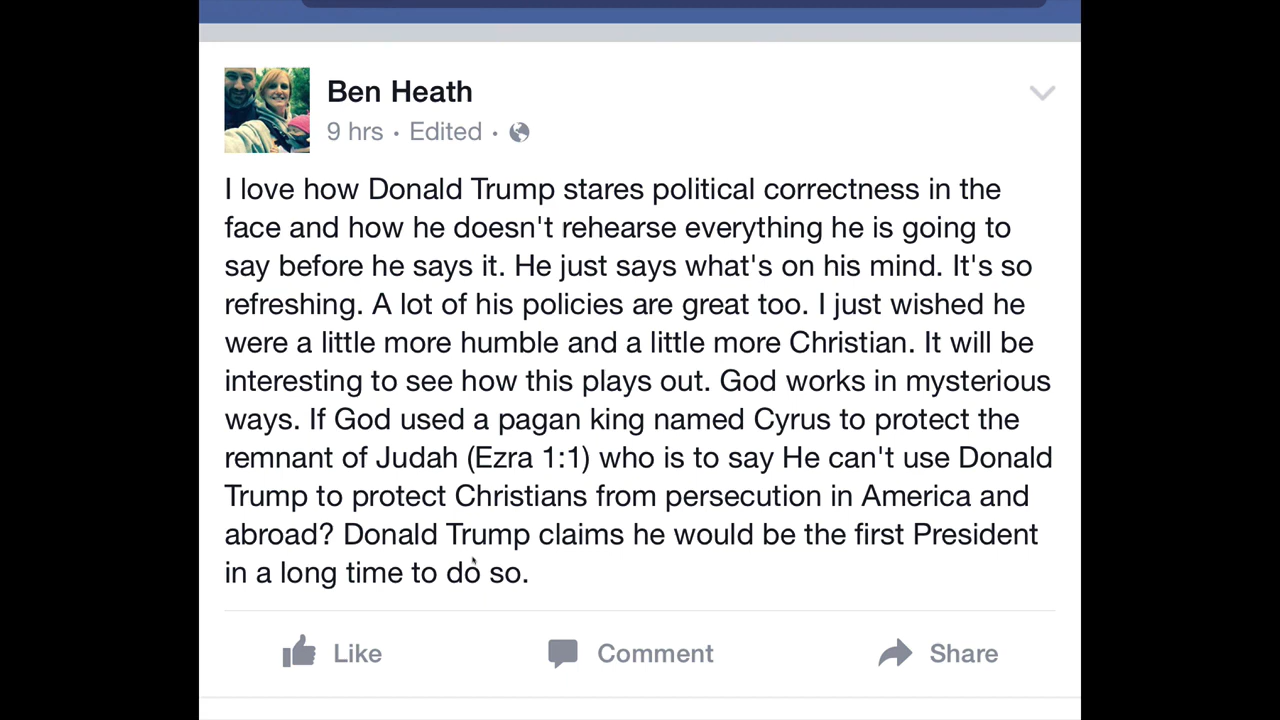 Ben Heath
9 hrs · Edited ·
I love how Donald Trump stares political correctness in the
face and how he doesn't rehearse everything he is going to
say before he says it. He just says what's on his mind. It's so
refreshing. A lot of his policies are great too. I just wished he
were a little more humble and a little more Christian. It will be
interesting to see how this plays out. God works in mysterious
ways. If God used a pagan king named Cyrus to protect the
remnant of Judah (Ezra 1:1) who is to say He can't use Donald
Trump to protect Christians from persecution in America and
abroad? Donald Trump claims he would be the first President
in a long time to do so.
Like Comment Share